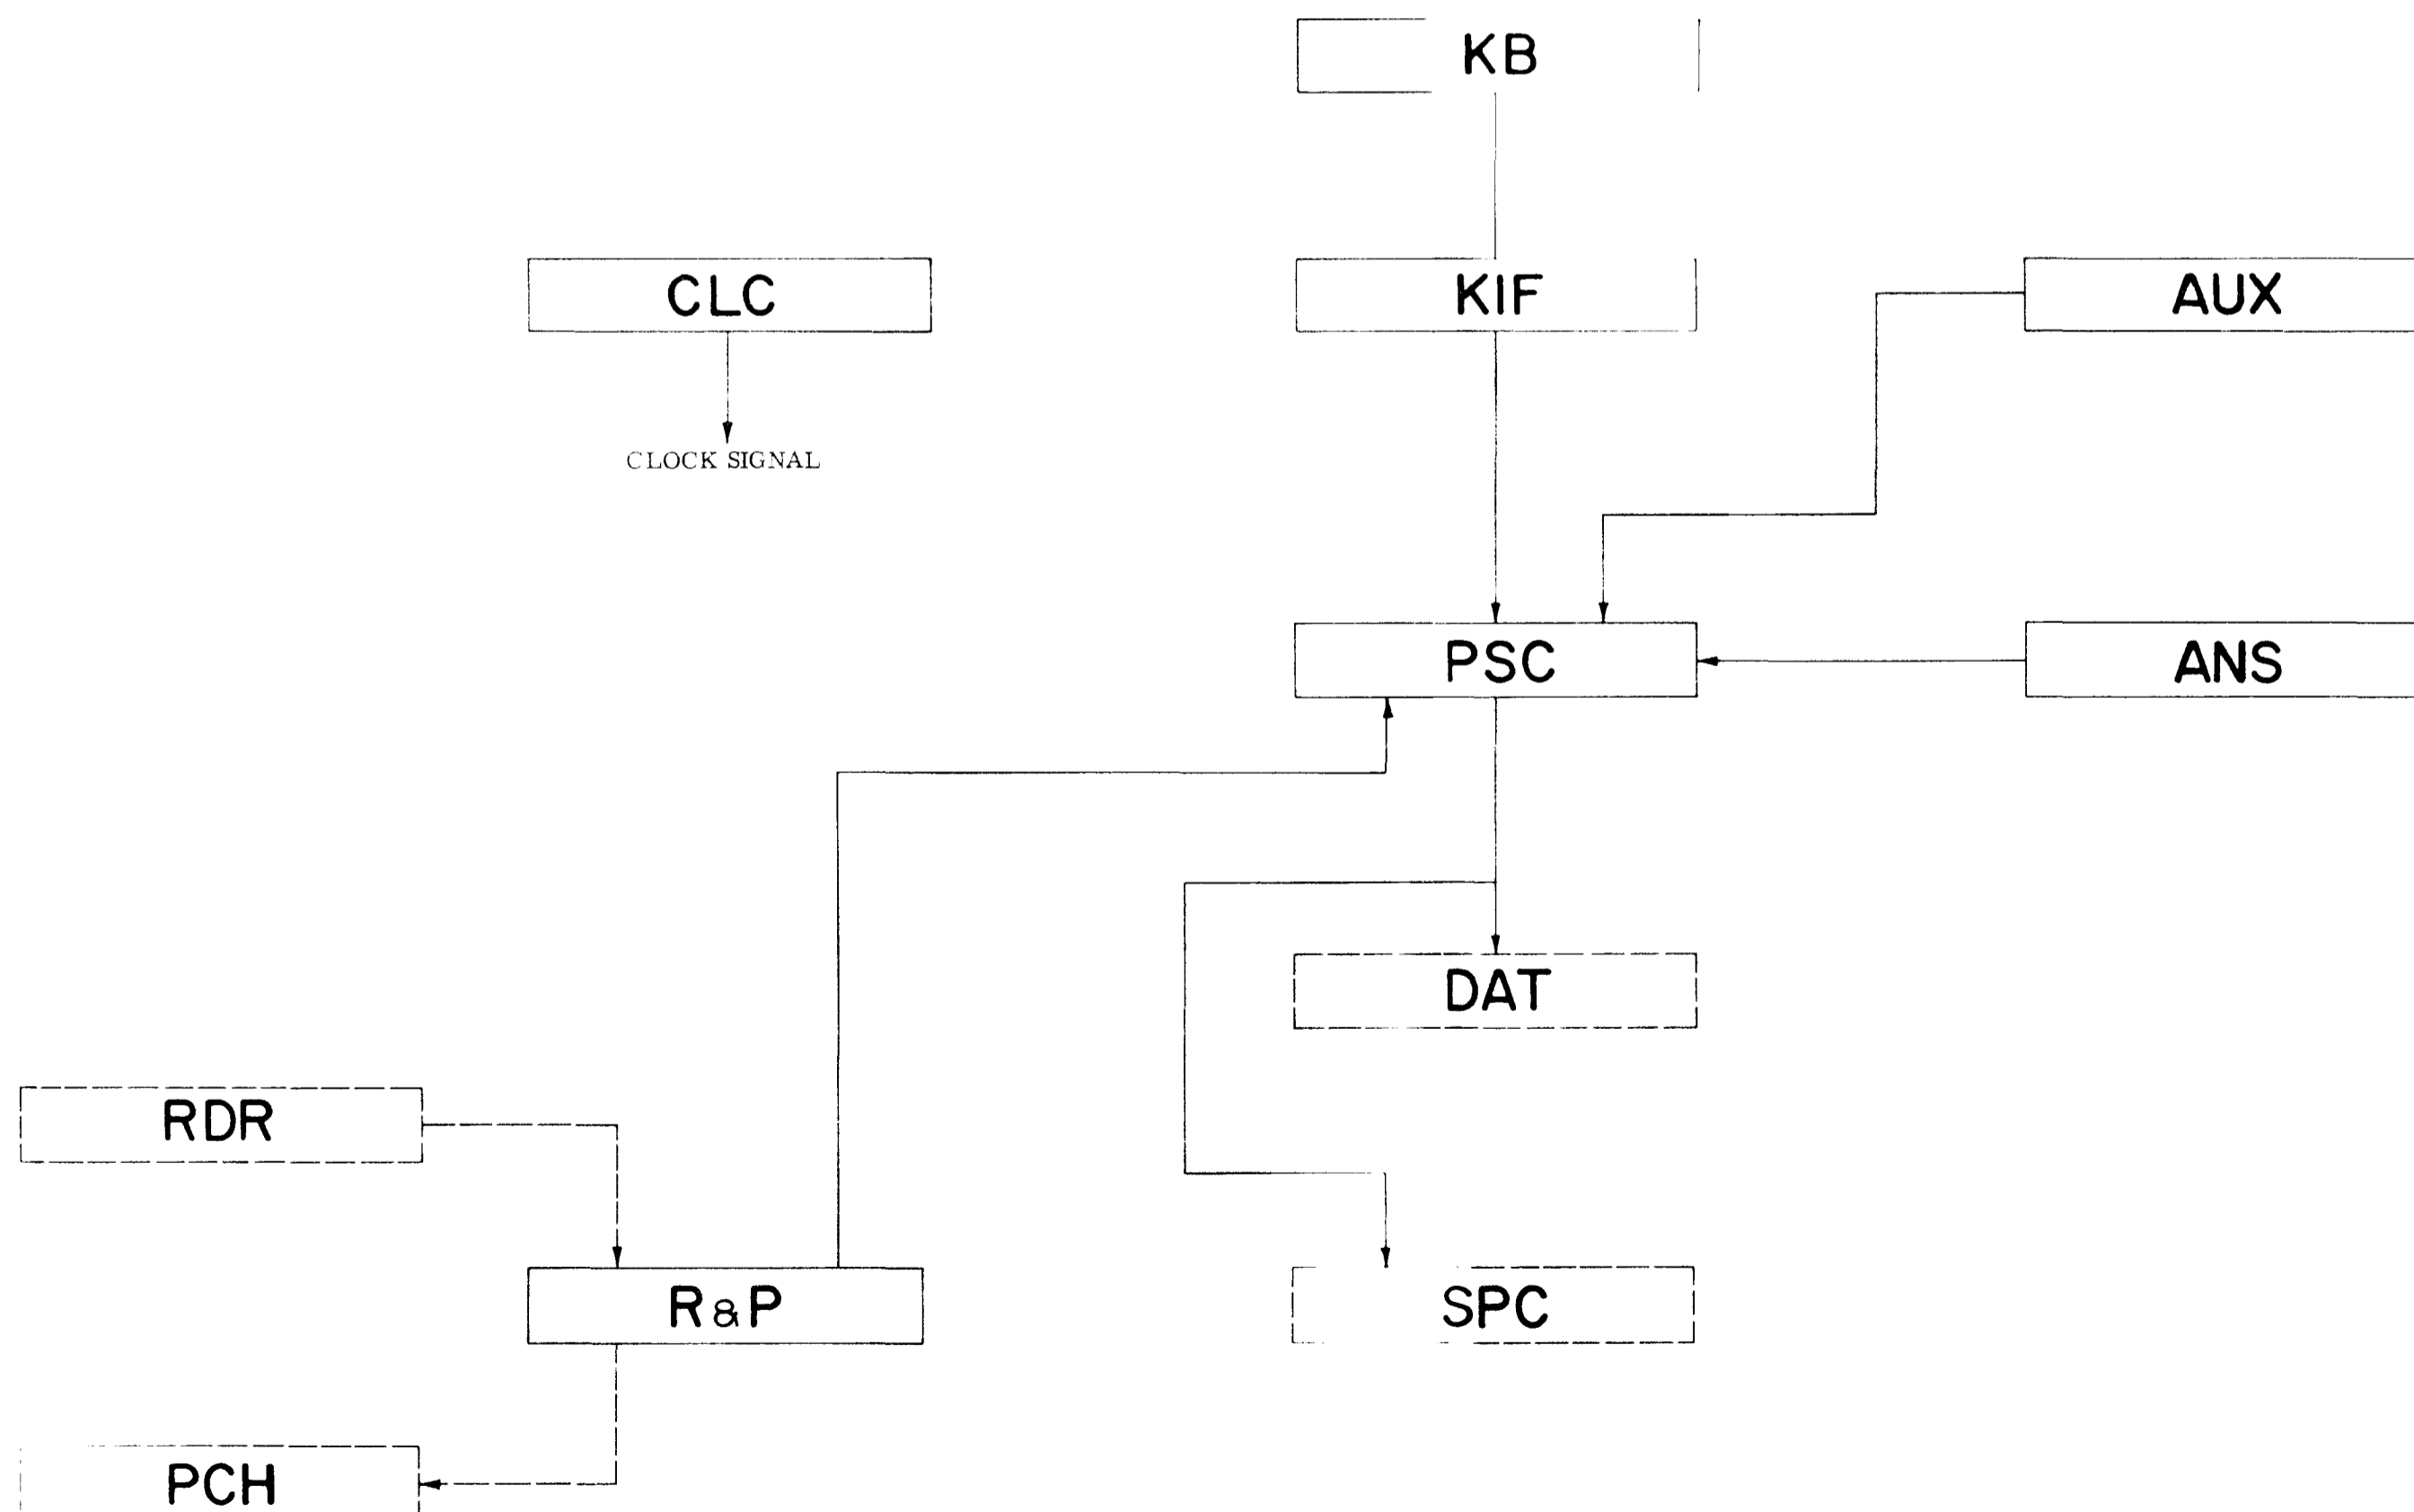 KB
CLC
KIF
AUX
CLOCK SIGNAL
PSC
ANS
DAT
RDR
R&P
SPC
PCH